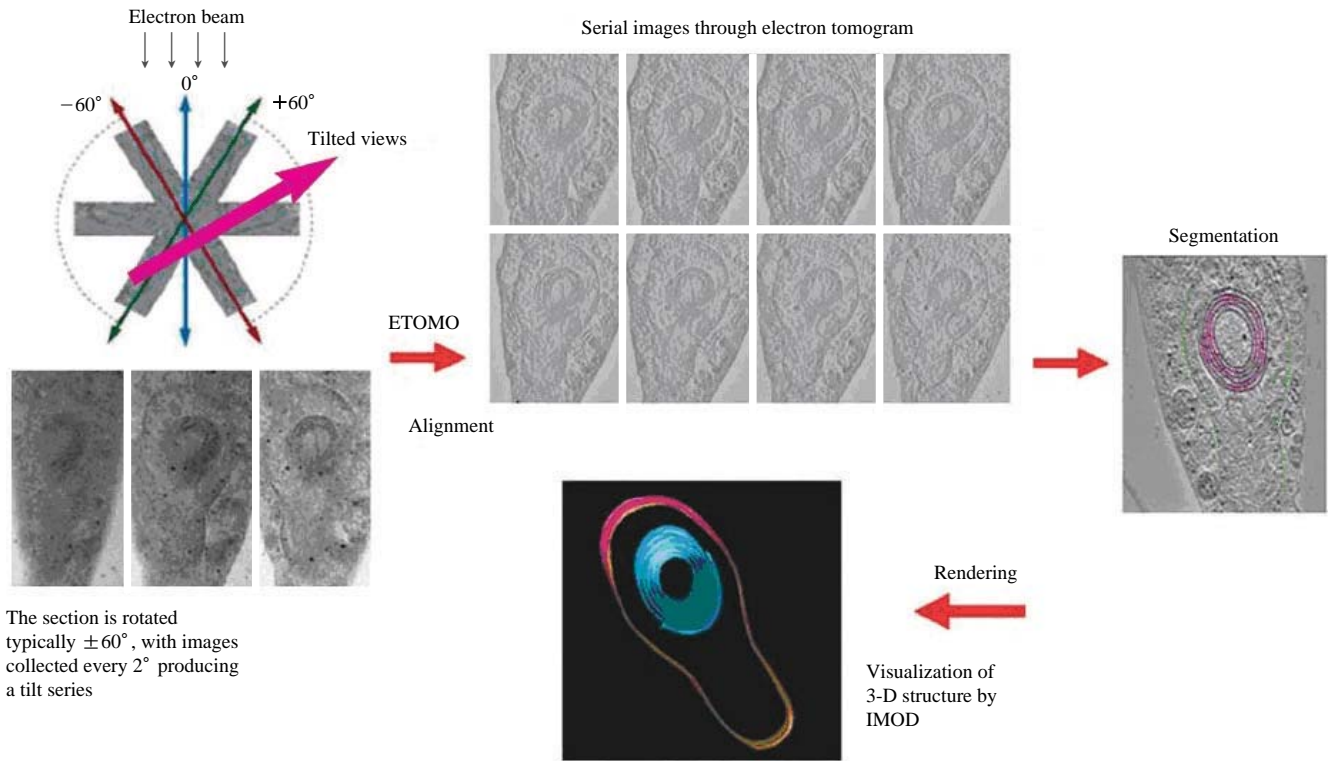 Electron beam
0°
−60°
+60°
Tilted views
The section is rotated
typically ±60°, with images
collected every 2° producing
a tilt series
ETOMO
Alignment
Serial images through electron tomogram
Segmentation
Rendering
Visualization of
3-D structure by
IMOD